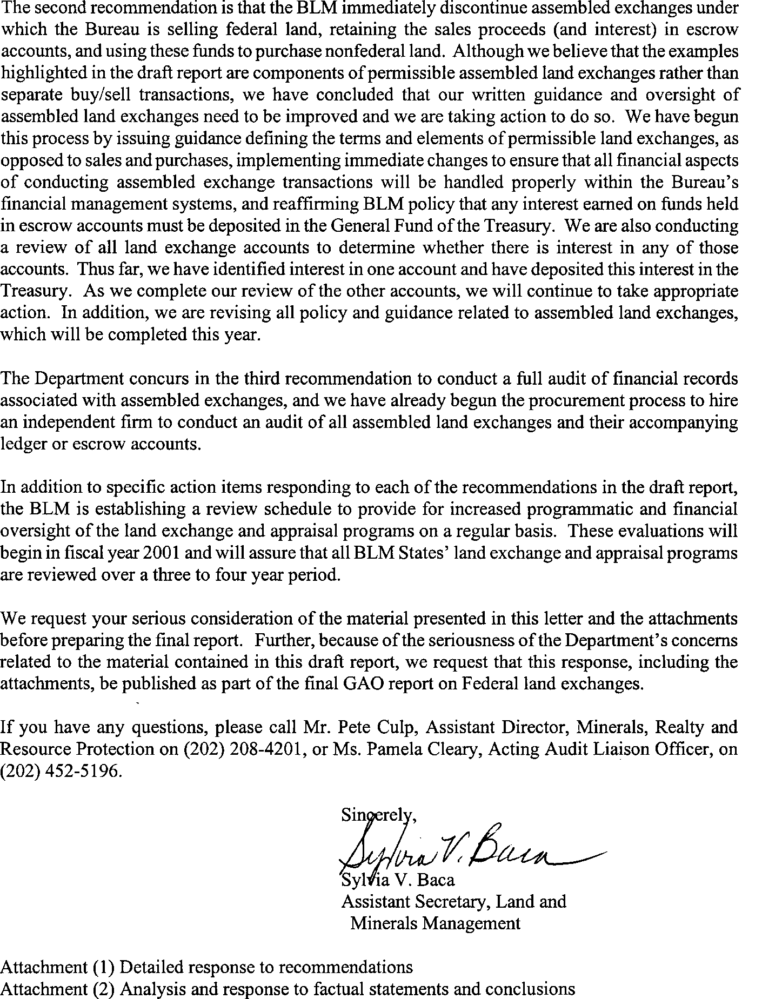 The second recommendation is that the BLM immediately discontinue assembled exchanges under
which the Bureau is selling federal land, retaining the sales proceeds (and interest) in escrow
accounts, and using these funds to purchase nonfederal land. Although we believe that the examples
highlighted in the draft report are components of permissible assembled land exchanges rather than
separate buy/sell transactions, we have concluded that our written guidance and oversight of
assembled land exchanges need to be improved and we are taking action to do so. We have begun
this process by issuing guidance defining the terms and elements of permissible land exchanges, as
opposed to sales and purchases, implementing immediate changes to ensure that all financial aspects
of conducting assembled exchange transactions will be handled properly within the Bureau's
financial management systems, and reaffirming BLM policy that any interest earned on funds held
in escrow accounts must be deposited in the General Fund of the Treasury. We are also conducting
a review of all land exchange accounts to determine whether there is interest in any of those
accounts. Thus far, we have identified interest in one account and have deposited this interest in the
Treasury. As we complete our review of the other accounts, we will continue to take appropriate
action. In addition, we are revising all policy and guidance related to assembled land exchanges,
which will be completed this year.
The Department concurs in the third recommendation to conduct a full audit of financial records
associated with assembled exchanges, and we have already begun the procurement process to hire
an independent firm to conduct an audit of all assembled land exchanges and their accompanying
ledger or escrow accounts.
In addition to specific action items responding to each of the recommendations in the draft report,
the BLM is establishing a review schedule to provide for increased programmatic and financial
oversight of the land exchange and appraisal programs on a regular basis. These evaluations will
begin in fiscal year 2001 and will assure that all BLM States' land exchange and appraisal programs
are reviewed over a three to four year period.
We request your serious consideration of the material presented in this letter and the attachments
before preparing the final report. Further, because of the seriousness of the Department's concerns
related to the material contained in this draft report, we request that this response, including the
attachments, be published as part of the final GAO report on Federal land exchanges.
If you have any questions, please call Mr. Pete Culp, Assistant Director, Minerals, Realty and
Resource Protection on (202) 208-4201, or Ms. Pamela Cleary, Acting Audit Liaison Officer, on
(202) 452-5196.
Sincerely,
Sylvia V. Baca
Sylvia V. Baca
Assistant Secretary, Land and
Minerals Management
Attachment (1) Detailed response to recommendations
Attachment (2) Analysis and response to factual statements and conclusions